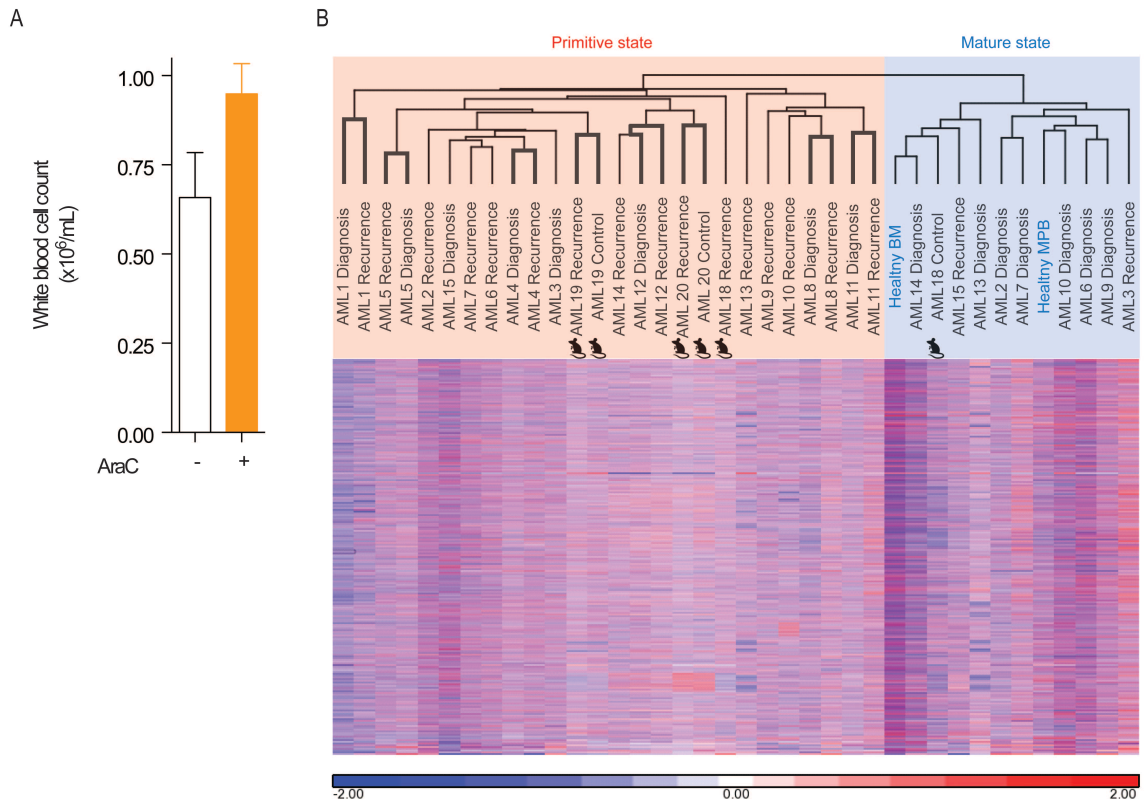 A
B
Primitive state
Mature state
1.00
0.75
0.50
0.25
0.00
White blood cell count
(x10⁶/mL)
AraC
-
+
AML1 Diagnosis
AML1 Recurrence
AML5 Recurrence
AML5 Diagnosis
AML2 Recurrence
AML15 Diagnosis
AML7 Recurrence
AML6 Recurrence
AML4 Diagnosis
AML4 Recurrence
AML3 Diagnosis
AML19 Recurrence
AML19 Control
AML14 Recurrence
AML12 Diagnosis
AML12 Recurrence
AML 20 Recurrence
AML 20 Control
AML18 Recurrence
AML13 Recurrence
AML9 Recurrence
AML10 Recurrence
AML8 Diagnosis
AML8 Recurrence
AML11 Diagnosis
AML11 Recurrence
Healtny BM
AML14 Diagnosis
AML18 Control
AML15 Recurrence
AML13 Diagnosis
AML2 Diagnosis
AML7 Diagnosis
Healtny MPB
AML10 Diagnosis
AML6 Diagnosis
AML9 Diagnosis
AML3 Recurrence
-2.00
0.00
2.00